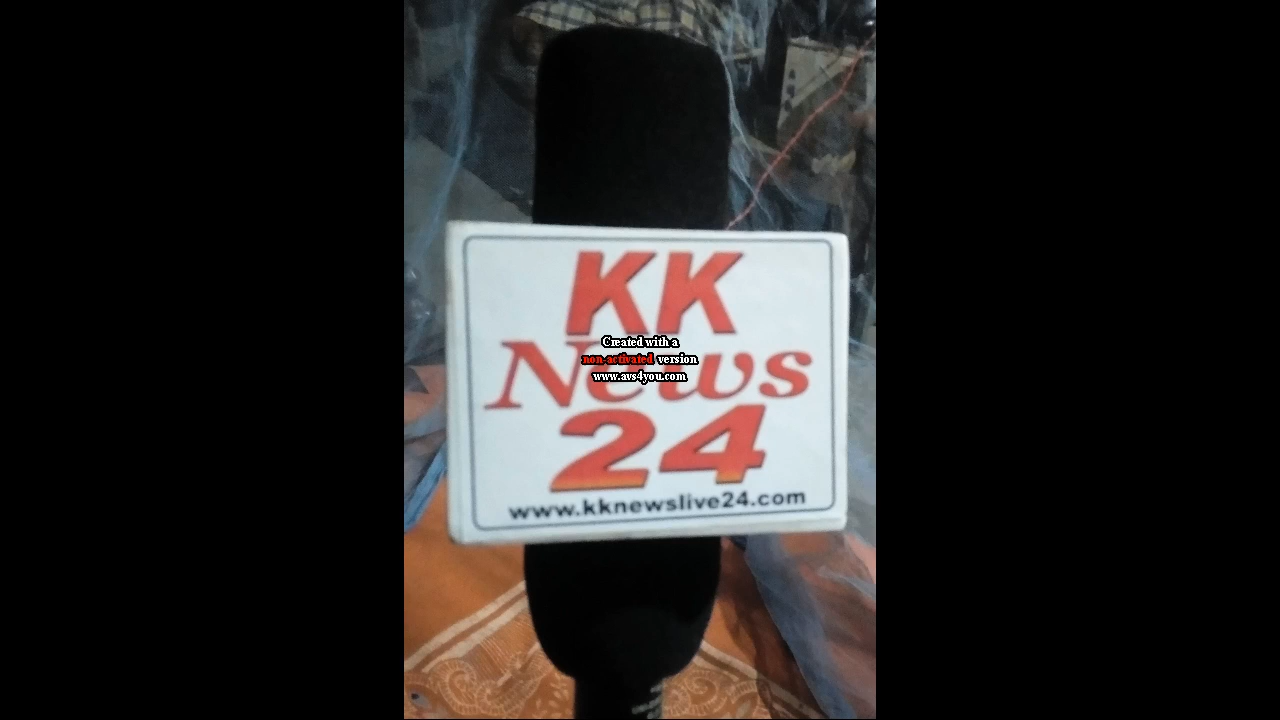 KK
News
24
www.kknewslive24.com
Created with a
non-activated version
www.avs4you.com